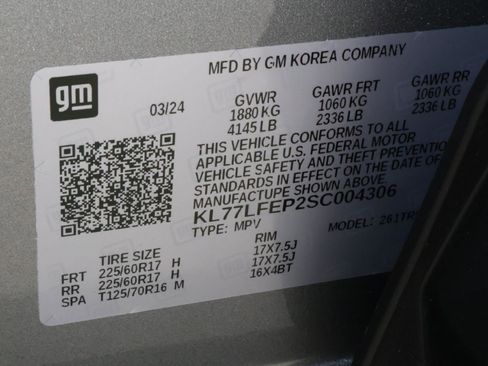 gm
MFD BY GM KOREA COMPANY
03/24 GVWR GAWR FRT GAWR RR
1880 KG 1060 KG 1060 KG
4145 LB 2336 LB 2336 LB
THIS VEHICLE CONFORMS TO ALL
APPLICABLE U.S. FEDERAL MOTOR
VEHICLE SAFETY AND THEFT PREVENTION
STANDARDS IN EFFECT ON THE DATE OF
MANUFACTURE SHOWN ABOVE
KL77LFEP2SC004306
TYPE: MPV MODEL:
TIRE SIZE RIM
FRT 225/60R17 H 17X7.5J
RR 225/60R17 H 17X7.5J
SPA T125/70R16 M 16X4BT